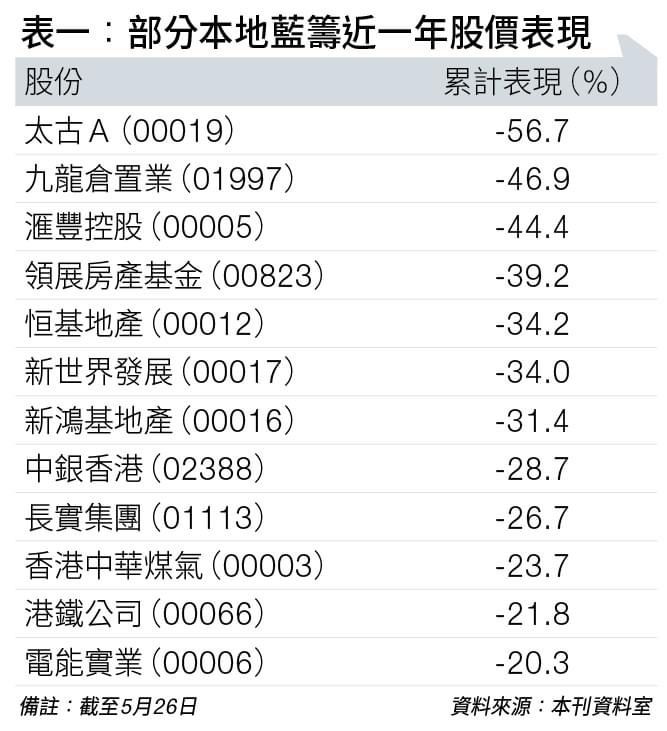 表一：部分本地藍籌近一年股價表現
股份 累計表現（%）
太古A（00019） -56.7
九龍倉置業（01997） -46.9
滙豐控股（00005） -44.4
領展房產基金（00823） -39.2
恒基地產（00012） -34.2
新世界發展（00017） -34.0
新鴻基地產（00016） -31.4
中銀香港（02388） -28.7
長實集團（01113） -26.7
香港中華煤氣（00003） -23.7
港鐵公司（00066） -21.8
電能實業（00006） -20.3
備註：截至5月26日 資料來源：本刊資料室